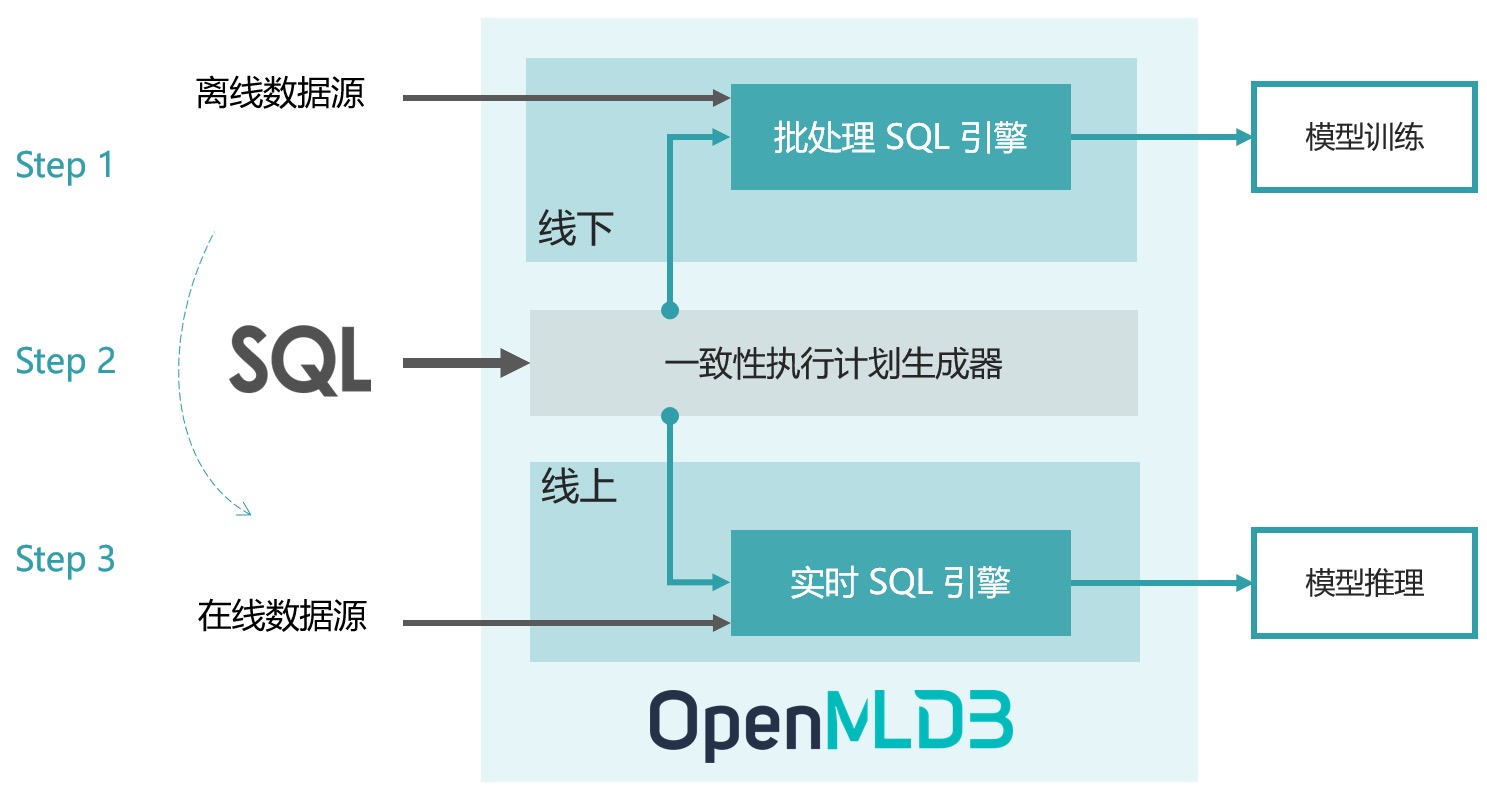 离线数据源
批处理 SQL 引擎
模型训练
Step 1
线下
Step 2
SQL
一致性执行计划生成器
线上
Step 3
实时 SQL 引擎
模型推理
在线数据源
OpenMLDB